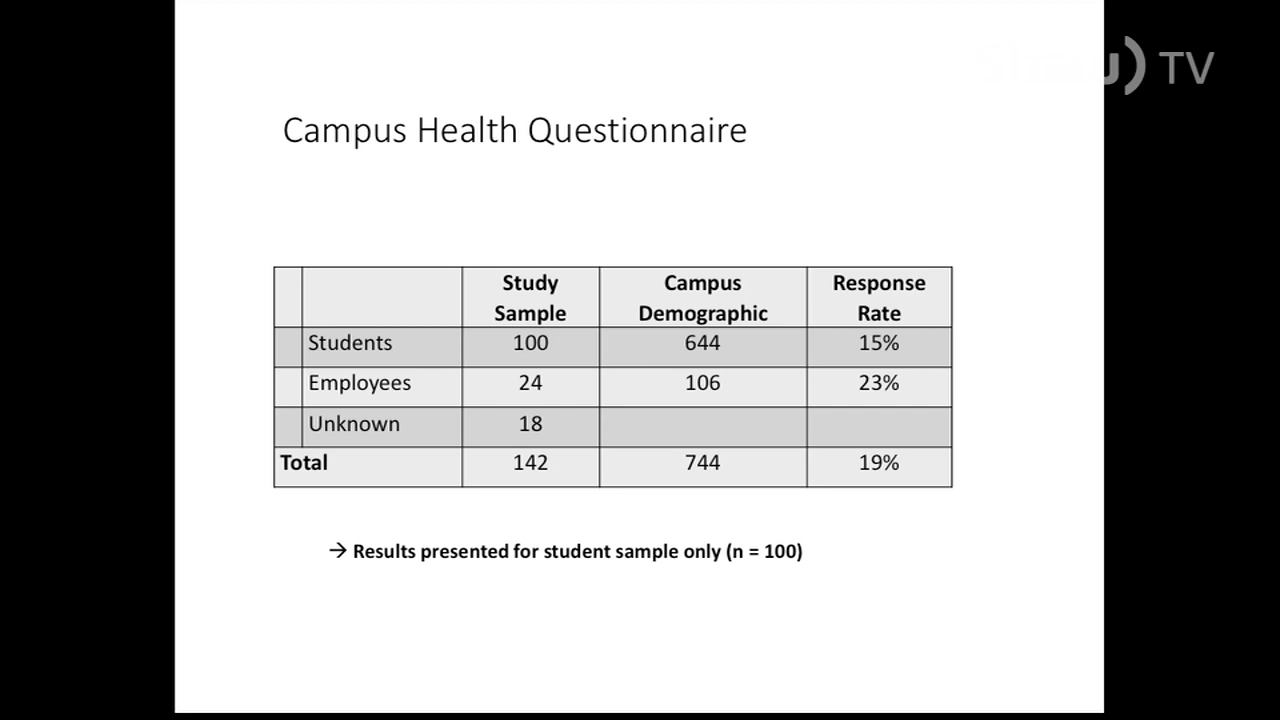 TV
Campus Health Questionnaire
Study Sample Campus Demographic Response Rate
Students 100 644 15%
Employees 24 106 23%
Unknown 18
Total 142 744 19%
→ Results presented for student sample only (n = 100)